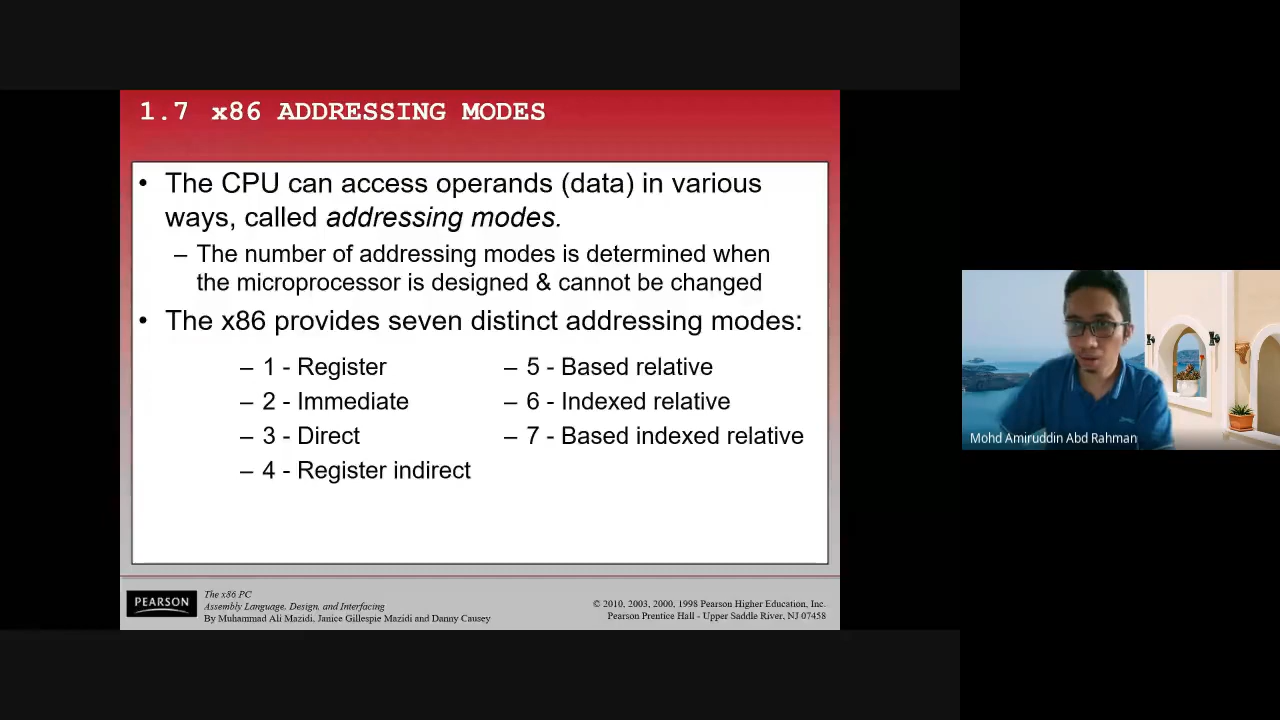 1.7 x86 ADDRESSING MODES
• The CPU can access operands (data) in various
ways, called addressing modes.
– The number of addressing modes is determined when
the microprocessor is designed & cannot be changed
• The x86 provides seven distinct addressing modes:
– 1 - Register
– 2 - Immediate
– 3 - Direct
– 4 - Register indirect
– 5 - Based relative
– 6 - Indexed relative
– 7 - Based indexed relative
PEARSON
The x86 PC
Assembly Language, Design, and Interfacing
By Muhammad Ali Mazidi, Janice Gillespie Mazidi and Danny Causey
© 2010, 2003, 2000, 1998 Pearson Higher Education, Inc.
Pearson Prentice Hall - Upper Saddle River, NJ 07458
Mohd Amiruddin Abd Rahman